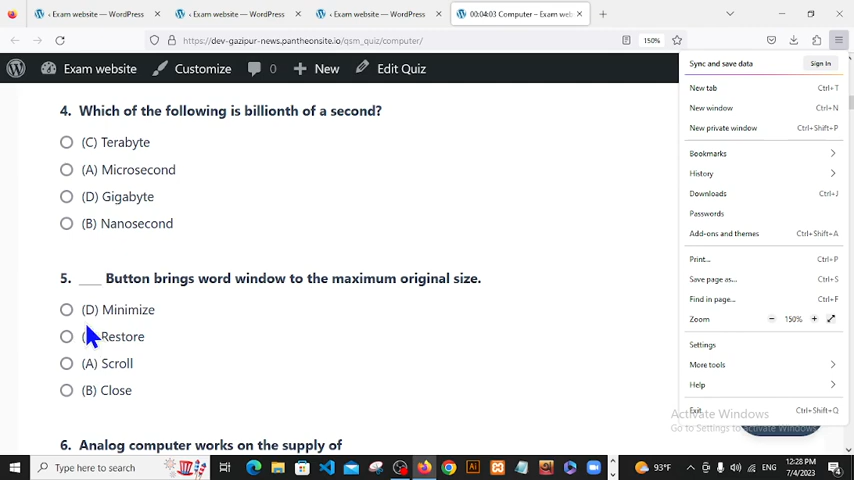 ‹ Exam website — WordPress
‹ Exam website — WordPress
‹ Exam website — WordPress
00:04:03 Computer – Exam web
https://dev-gazipur-news.pantheonsite.io/qsm_quiz/computer/
150%
Exam website
Customize
0
New
Edit Quiz
4. Which of the following is billionth of a second?
(C) Terabyte
(A) Microsecond
(D) Gigabyte
(B) Nanosecond
5. ____ Button brings word window to the maximum original size.
(D) Minimize
Restore
(A) Scroll
(B) Close
6. Analog computer works on the supply of
Sync and save data
Sign In
New tab Ctrl+T
New window Ctrl+N
New private window Ctrl+Shift+P
Bookmarks
History
Downloads Ctrl+J
Passwords
Add-ons and themes Ctrl+Shift+A
Print... Ctrl+P
Save page as... Ctrl+S
Find in page... Ctrl+F
Zoom − 150% +
Settings
More tools
Help
Exit Ctrl+Shift+Q
Activate Windows
Go to Settings to activate Windows.
Type here to search
93°F
ENG
12:28 PM
7/4/2023
4